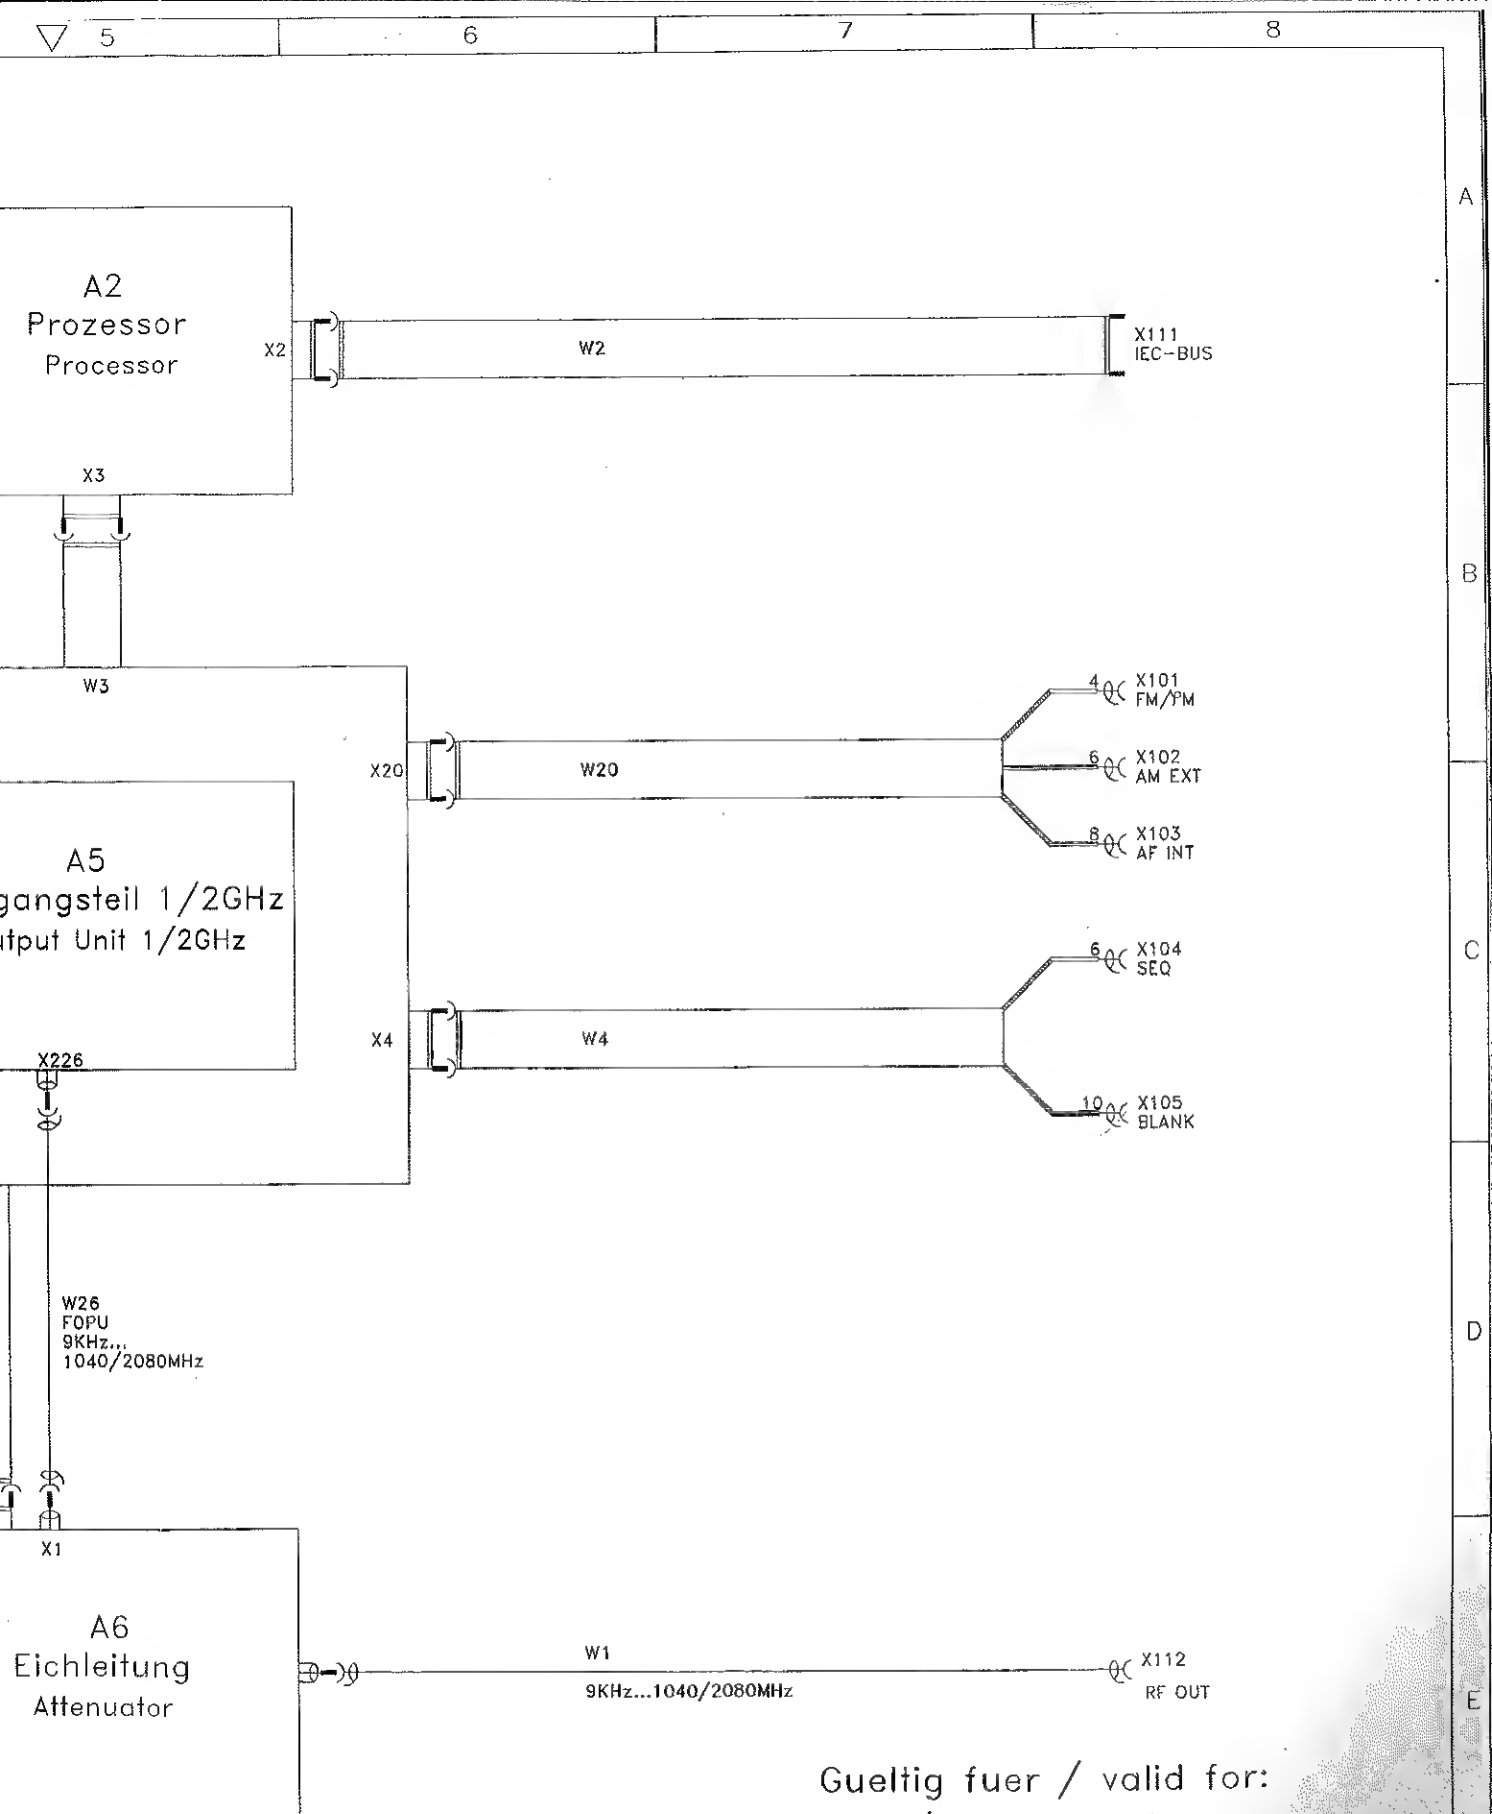 5
6
7
8
A
A2
Prozessor
Processor
X2
W2
X111
IEC-BUS
X3
B
W3
4
X101
FM/PM
X20
W20
6
X102
AM EXT
8
X103
AF INT
A5
gangsteil 1/2GHz
utput Unit 1/2GHz
C
6
X104
SEQ
X4
W4
X226
10
X105
BLANK
W26
FOPU
9KHz...
1040/2080MHz
D
X1
A6
Eichleitung
Attenuator
W1
9KHz...1040/2080MHz
X112
RF OUT
E
Gueltig fuer / valid for: